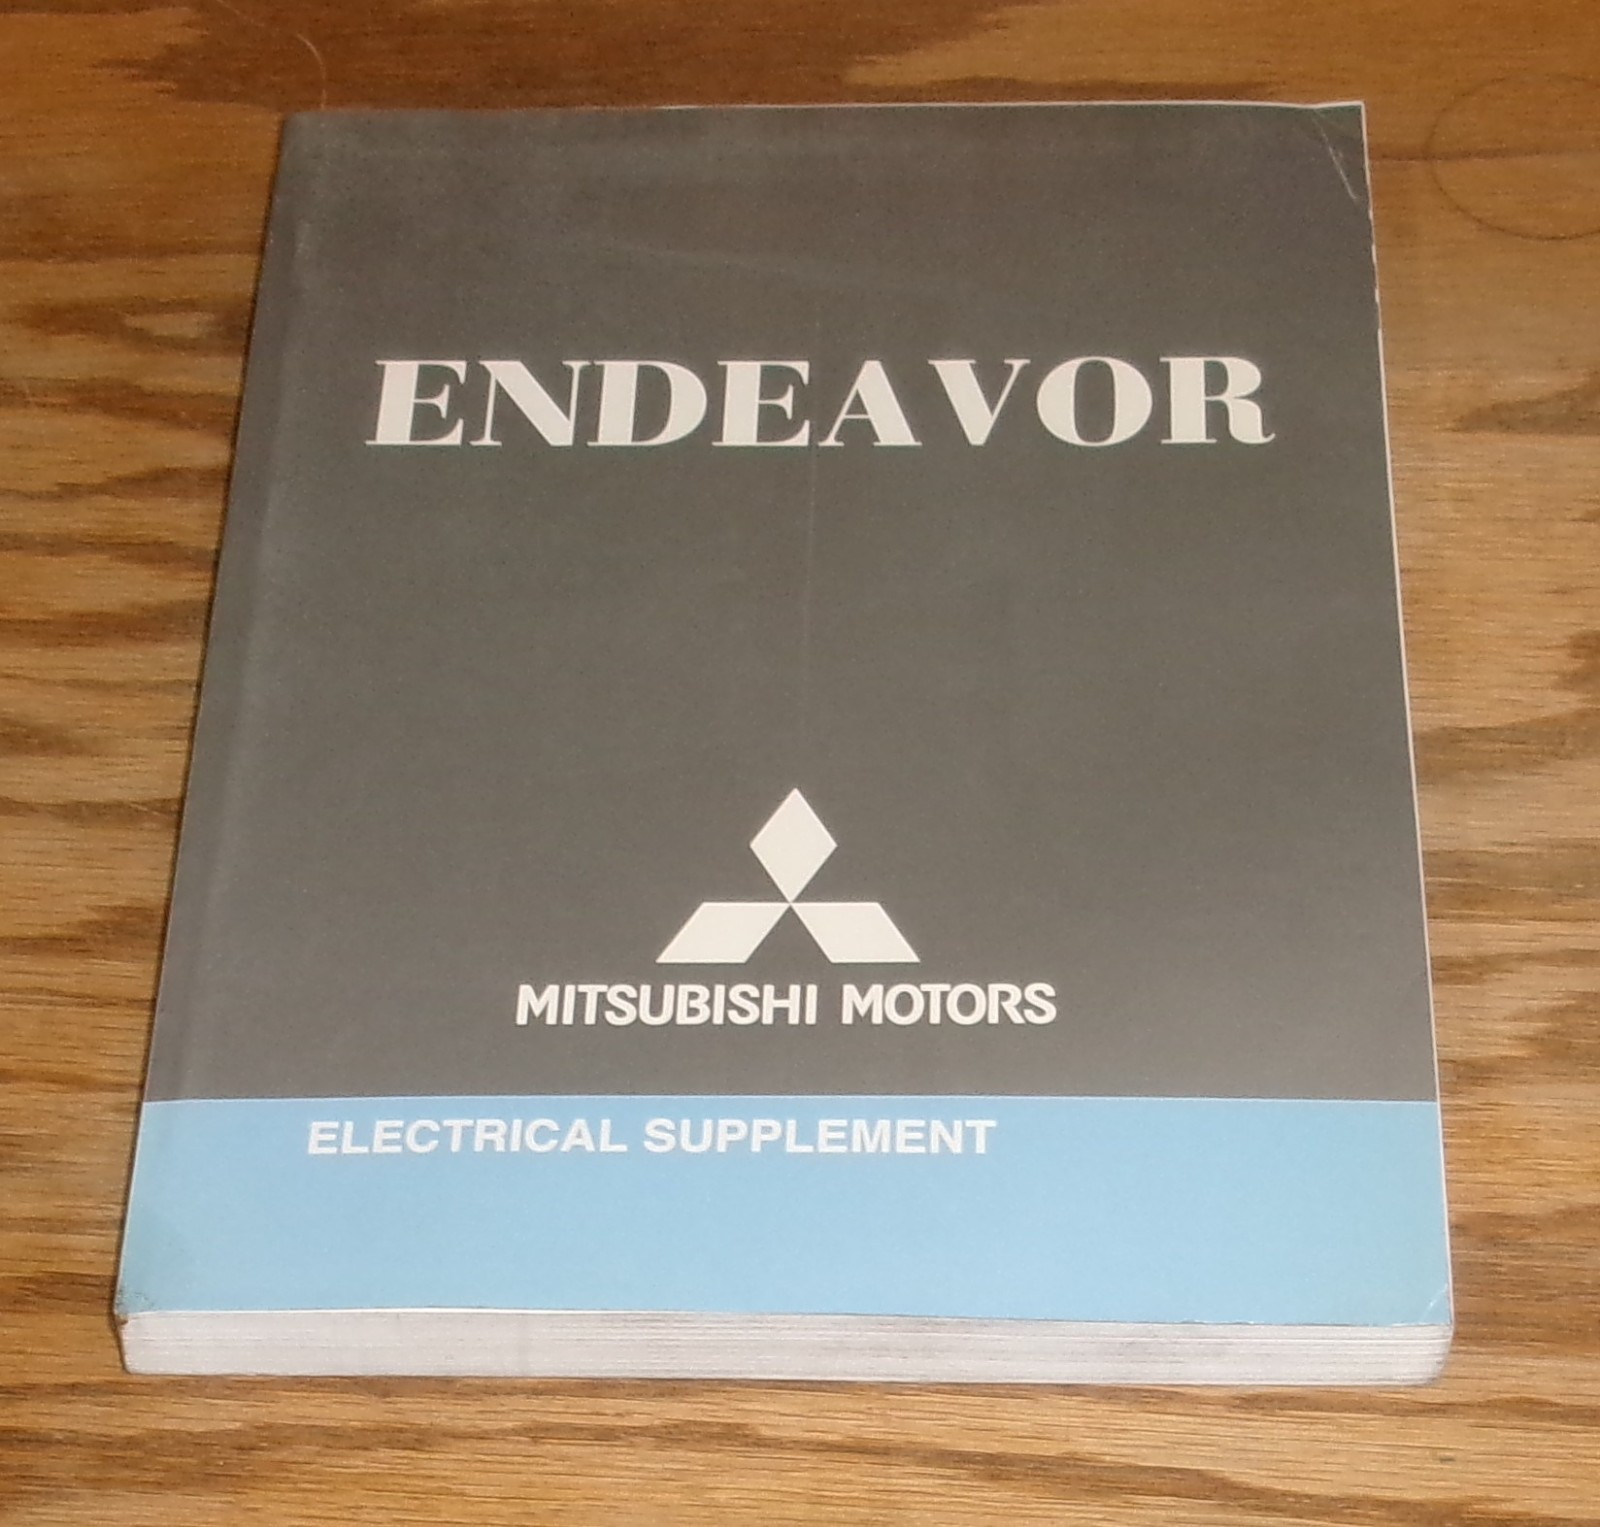 ENDEAVOR
MITSUBISHI MOTORS
ELECTRICAL SUPPLEMENT